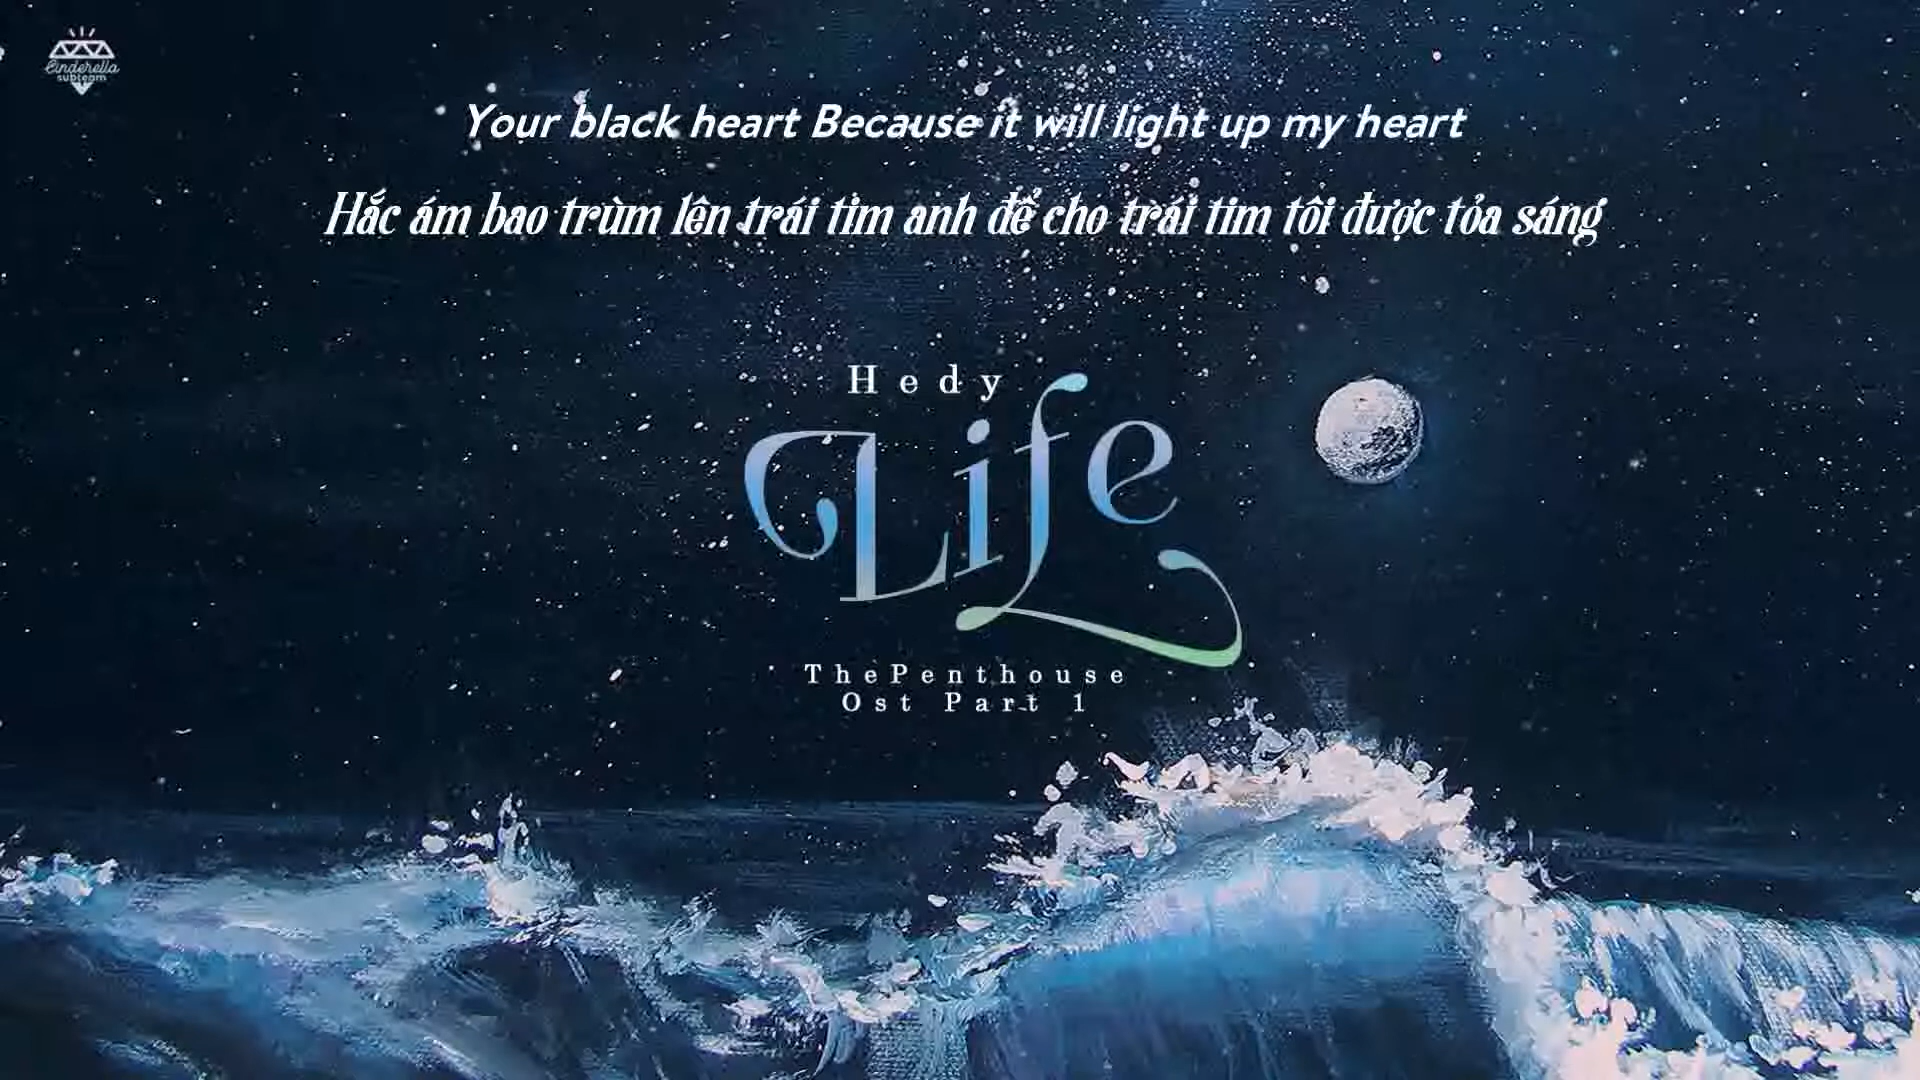 Cinderella
subteam
Your black heart Because it will light up my heart
Hắc ám bao trùm lên trái tim anh để cho trái tim tôi được tỏa sáng
Hedy
Life
ThePenthouse
Ost Part 1